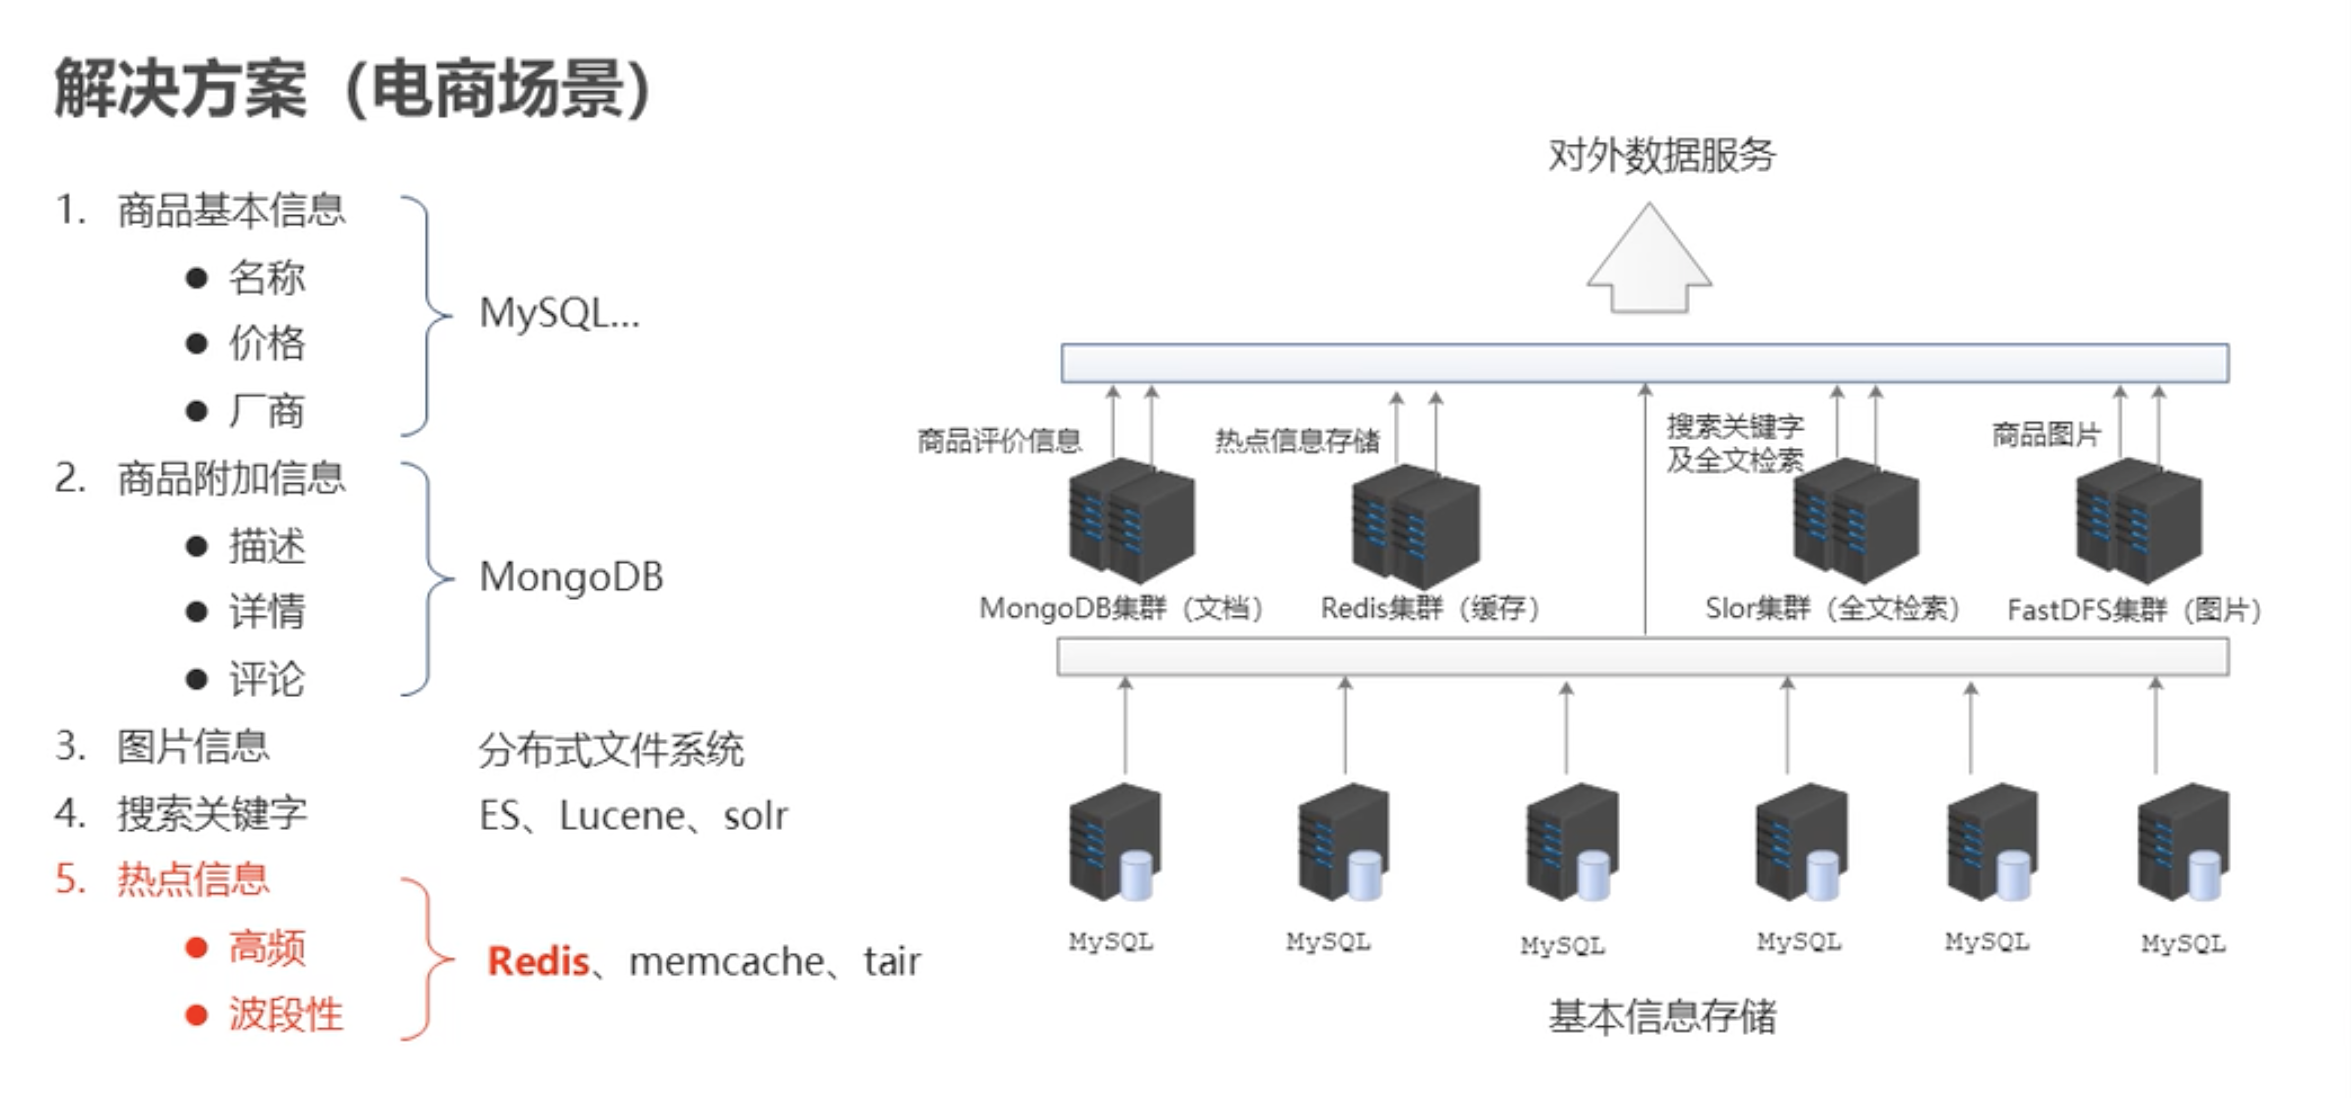 解决方案（电商场景）
1. 商品基本信息
● 名称
● 价格
● 厂商
MySQL...
2. 商品附加信息
● 描述
● 详情
● 评论
MongoDB
3. 图片信息 分布式文件系统
4. 搜索关键字 ES、Lucene、solr
5. 热点信息
● 高频
● 波段性
Redis、memcache、tair
对外数据服务
商品评价信息
热点信息存储
搜索关键字
及全文检索
商品图片
MongoDB集群（文档）
Redis集群（缓存）
Slor集群（全文检索）
FastDFS集群（图片）
MySQL
MySQL
MySQL
MySQL
MySQL
MySQL
基本信息存储